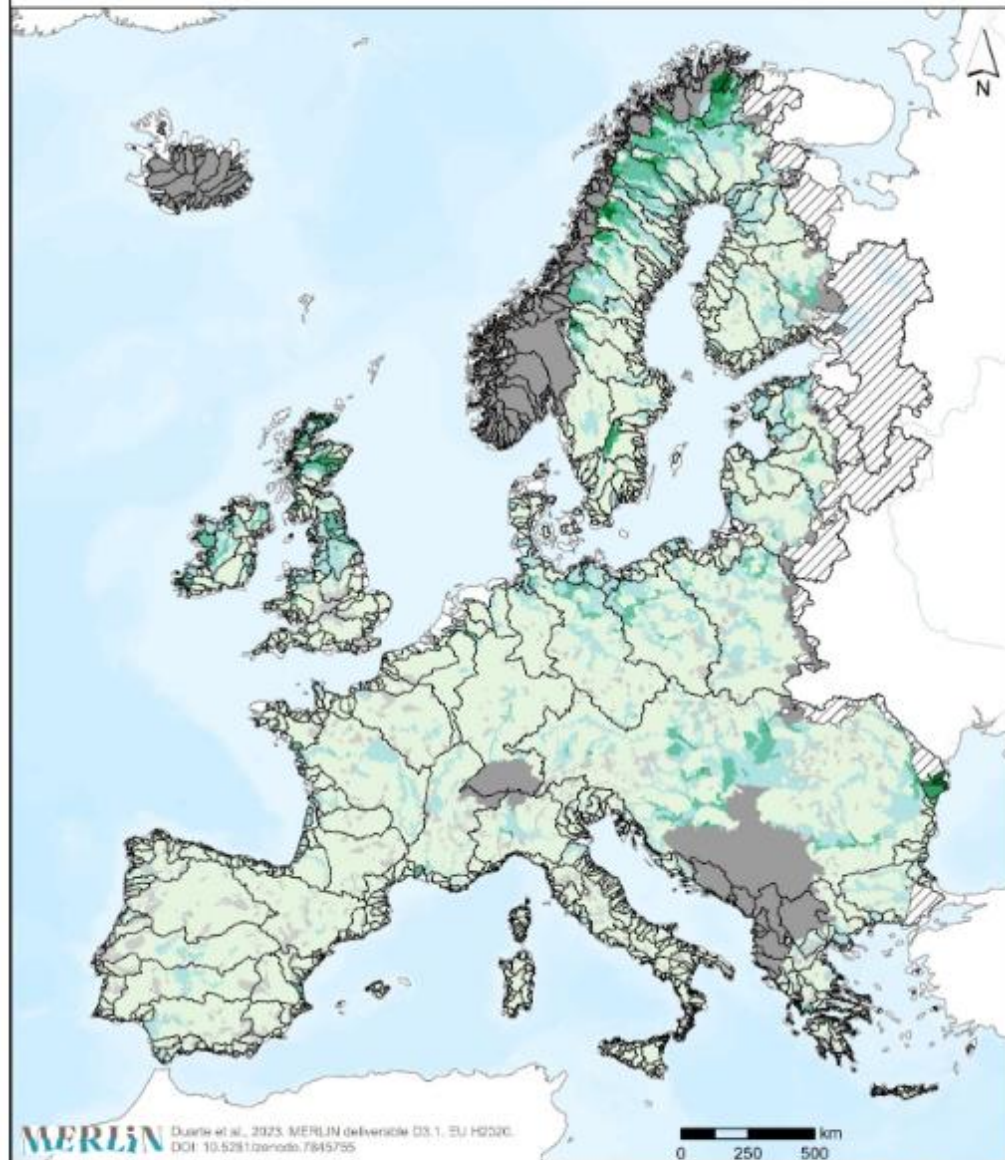 N
MERLIN
Duarte et al., 2023. MERLIN deliverable D3.1. EU H2020.
DOI: 10.5281/zenodo.7845755
km
0 250 500